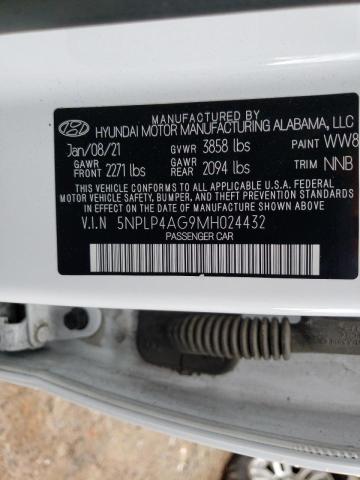 MANUFACTURED BY
HYUNDAI MOTOR MANUFACTURING ALABAMA, LLC
Jan/08/21 GVWR 3858 lbs PAINT WW8
GAWR FRONT 2271 lbs GAWR REAR 2094 lbs TRIM NNB
THIS VEHICLE CONFORMS TO ALL APPLICABLE FEDERAL
MOTOR VEHICLE SAFETY, BUMPER, AND THEFT PREVENTION
STANDARDS IN EFFECT ON THE DATE OF MANUFACTURE SHOWN ABOVE.
V.I.N 5NPLP4AG9MH024432
PASSENGER CAR